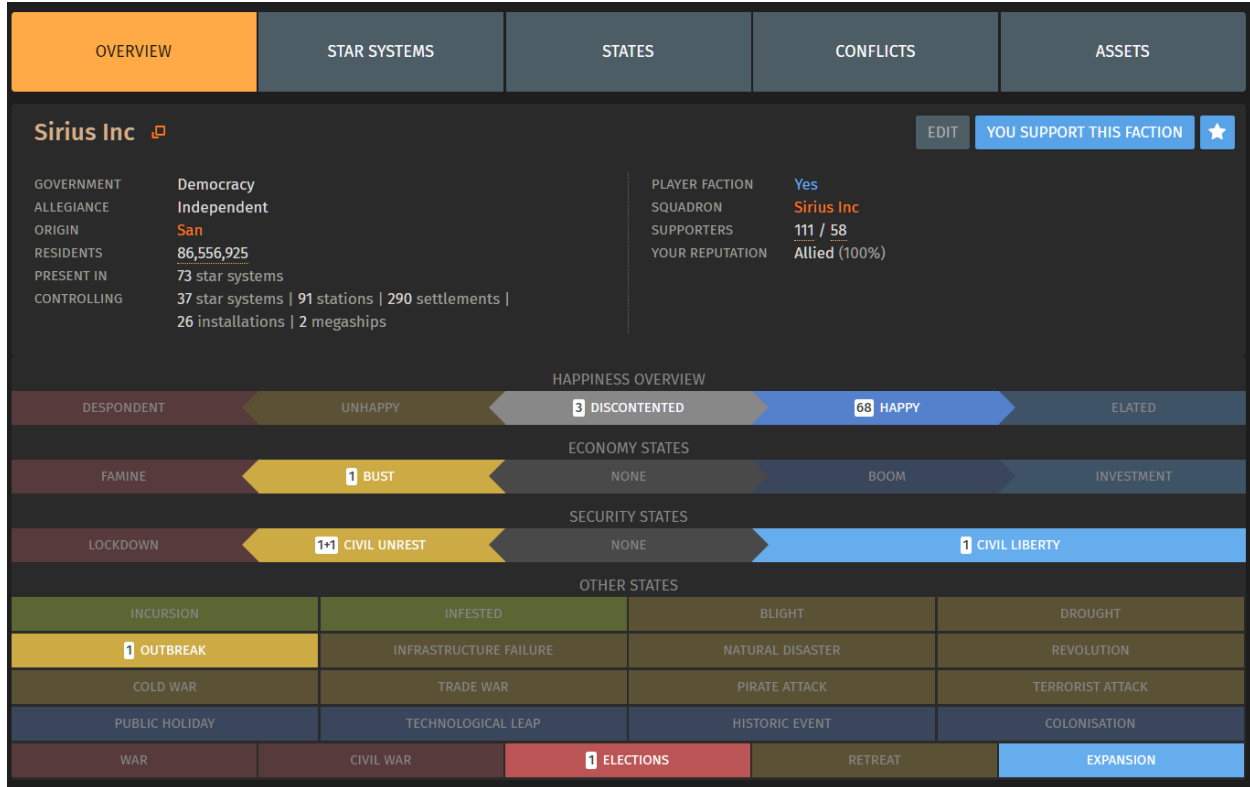 OVERVIEW STAR SYSTEMS STATES CONFLICTS ASSETS
Sirius Inc EDIT YOU SUPPORT THIS FACTION
GOVERNMENT Democracy PLAYER FACTION Yes
ALLEGIANCE Independent SQUADRON Sirius Inc
ORIGIN San SUPPORTERS 111 / 58
RESIDENTS 86,556,925 YOUR REPUTATION Allied (100%)
PRESENT IN 73 star systems
CONTROLLING 37 star systems | 91 stations | 290 settlements |
26 installations | 2 megaships
HAPPINESS OVERVIEW
DESPONDENT UNHAPPY 3 DISCONTENTED 68 HAPPY ELATED
ECONOMY STATES
FAMINE 1 BUST NONE BOOM INVESTMENT
SECURITY STATES
LOCKDOWN 1+1 CIVIL UNREST NONE 1 CIVIL LIBERTY
OTHER STATES
INCURSION INFESTED BLIGHT DROUGHT
1 OUTBREAK INFRASTRUCTURE FAILURE NATURAL DISASTER REVOLUTION
COLD WAR TRADE WAR PIRATE ATTACK TERRORIST ATTACK
PUBLIC HOLIDAY TECHNOLOGICAL LEAP HISTORIC EVENT COLONISATION
WAR CIVIL WAR 1 ELECTIONS RETREAT EXPANSION